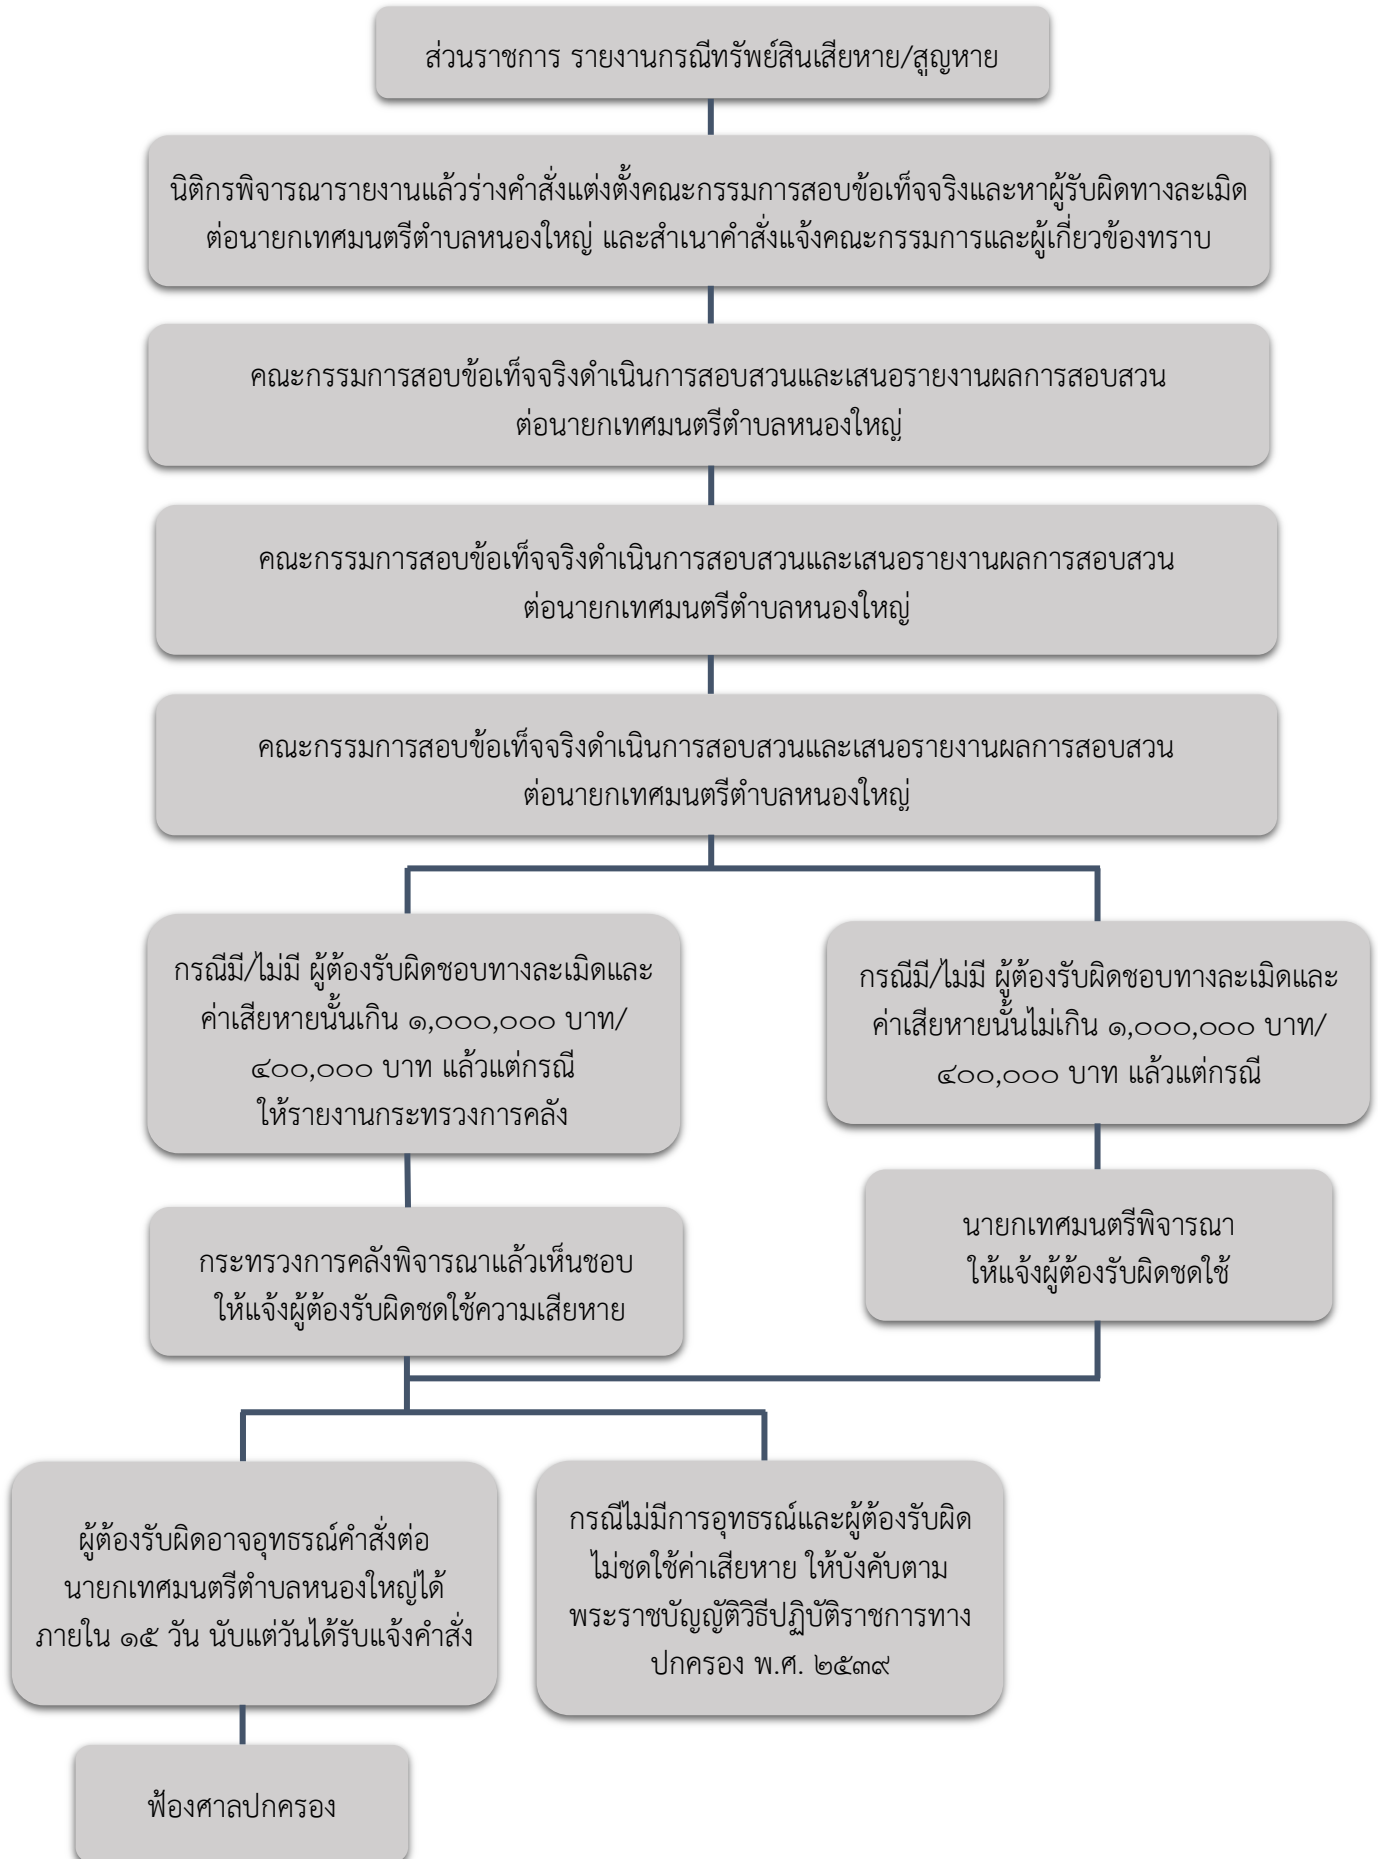 ส่วนราชการ รายงานกรณีทรัพย์สินเสียหาย/สูญหาย
นิติกรพิจารณารายงานแล้วร่างคำสั่งแต่งตั้งคณะกรรมการสอบข้อเท็จจริงและหาผู้รับผิดทางละเมิด
ต่อนายกเทศมนตรีตำบลหนองใหญ่ และสำเนาคำสั่งแจ้งคณะกรรมการและผู้เกี่ยวข้องทราบ
คณะกรรมการสอบข้อเท็จจริงดำเนินการสอบสวนและเสนอรายงานผลการสอบสวน
ต่อนายกเทศมนตรีตำบลหนองใหญ่
คณะกรรมการสอบข้อเท็จจริงดำเนินการสอบสวนและเสนอรายงานผลการสอบสวน
ต่อนายกเทศมนตรีตำบลหนองใหญ่
คณะกรรมการสอบข้อเท็จจริงดำเนินการสอบสวนและเสนอรายงานผลการสอบสวน
ต่อนายกเทศมนตรีตำบลหนองใหญ่
กรณีมี/ไม่มี ผู้ต้องรับผิดชอบทางละเมิดและ
ค่าเสียหายนั้นเกิน ๑,๐๐๐,๐๐๐ บาท/
๔๐๐,๐๐๐ บาท แล้วแต่กรณี
ให้รายงานกระทรวงการคลัง
กรณีมี/ไม่มี ผู้ต้องรับผิดชอบทางละเมิดและ
ค่าเสียหายนั้นไม่เกิน ๑,๐๐๐,๐๐๐ บาท/
๔๐๐,๐๐๐ บาท แล้วแต่กรณี
กระทรวงการคลังพิจารณาแล้วเห็นชอบ
ให้แจ้งผู้ต้องรับผิดชดใช้ความเสียหาย
นายกเทศมนตรีพิจารณา
ให้แจ้งผู้ต้องรับผิดชดใช้
ผู้ต้องรับผิดอาจอุทธรณ์คำสั่งต่อ
นายกเทศมนตรีตำบลหนองใหญ่ได้
ภายใน ๑๕ วัน นับแต่วันได้รับแจ้งคำสั่ง
กรณีไม่มีการอุทธรณ์และผู้ต้องรับผิด
ไม่ชดใช้ค่าเสียหาย ให้บังคับตาม
พระราชบัญญัติวิธีปฏิบัติราชการทาง
ปกครอง พ.ศ. ๒๕๓๙
ฟ้องศาลปกครอง